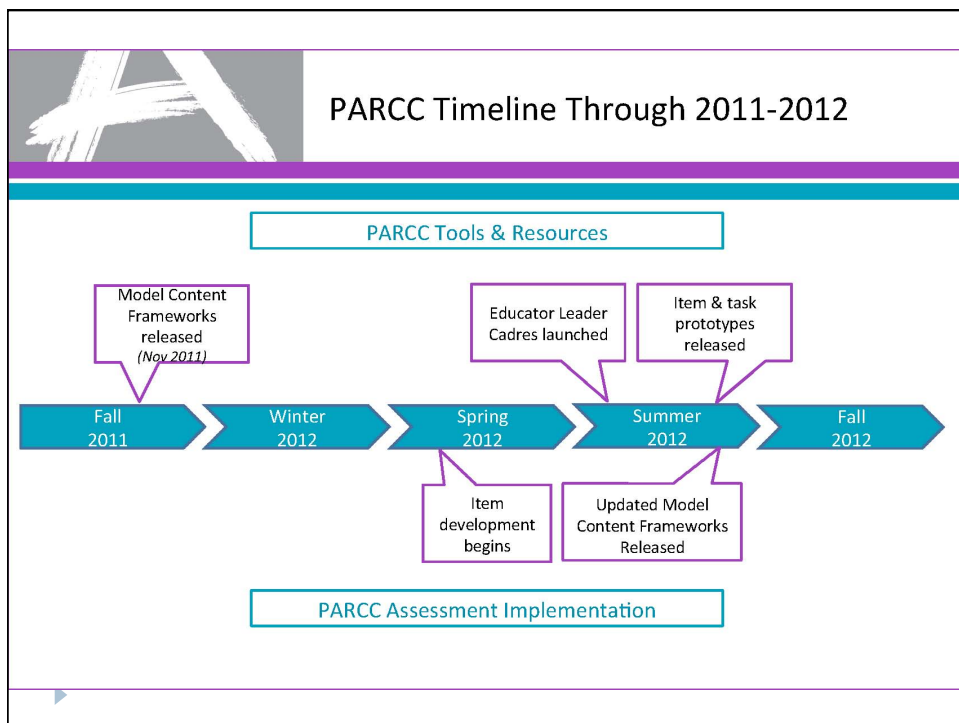 PARCC Timeline Through 2011-2012
PARCC Tools & Resources
Model Content
Frameworks
released
(Nov 2011)
Educator Leader
Cadres launched
Item & task
prototypes
released
Fall
2011
Winter
2012
Spring
2012
Summer
2012
Fall
2012
Item
development
begins
Updated Model
Content Frameworks
Released
PARCC Assessment Implementation